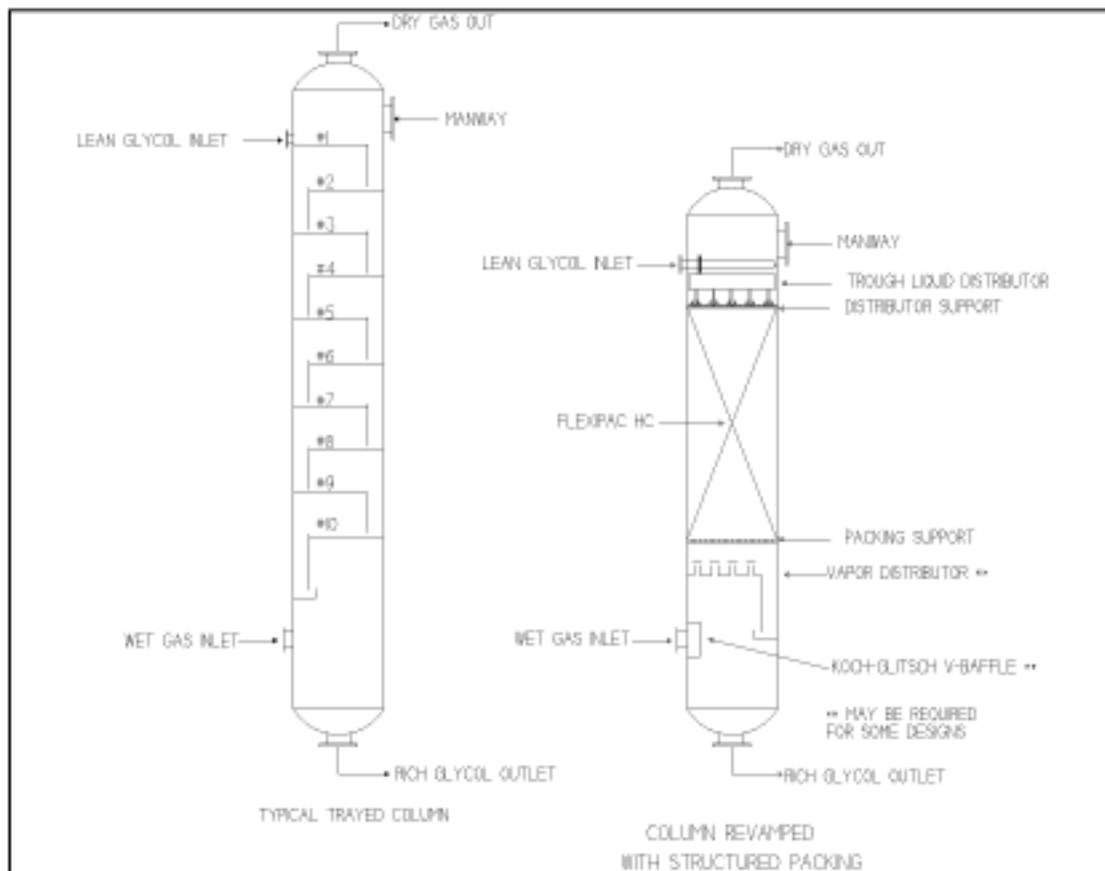 DRY GAS OUT
MANWAY
LEAN GLYCOL INLET
#1
#2
#3
#4
#5
#6
#7
#8
#9
#10
WET GAS INLET
RICH GLYCOL OUTLET
TYPICAL TRAYED COLUMN
DRY GAS OUT
MANWAY
LEAN GLYCOL INLET
TROUGH LIQUID DISTRIBUTOR
DISTRIBUTOR SUPPORT
FLEXIPAC HC
PACKING SUPPORT
VAPOR DISTRIBUTOR **
WET GAS INLET
KOCH-GLITSCH V-BAFFLE **
** MAY BE REQUIRED
FOR SOME DESIGNS
RICH GLYCOL OUTLET
COLUMN REVAMPED
WITH STRUCTURED PACKING